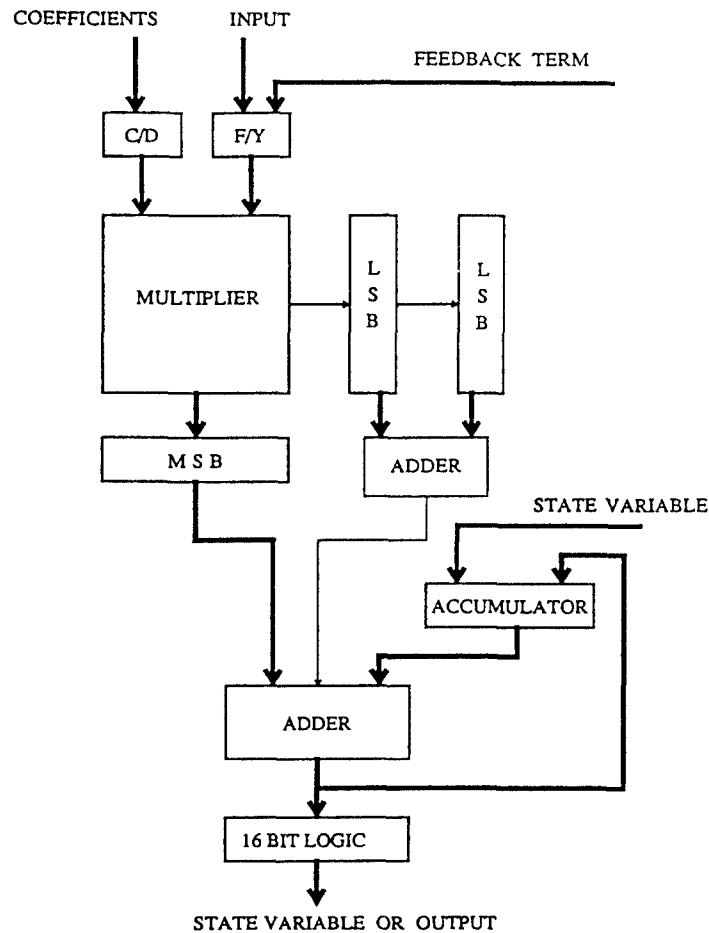 COEFFICIENTS
INPUT
FEEDBACK TERM
C/D
F/Y
MULTIPLIER
L
S
B
L
S
B
M S B
ADDER
STATE VARIABLE
ACCUMULATOR
ADDER
16 BIT LOGIC
STATE VARIABLE OR OUTPUT